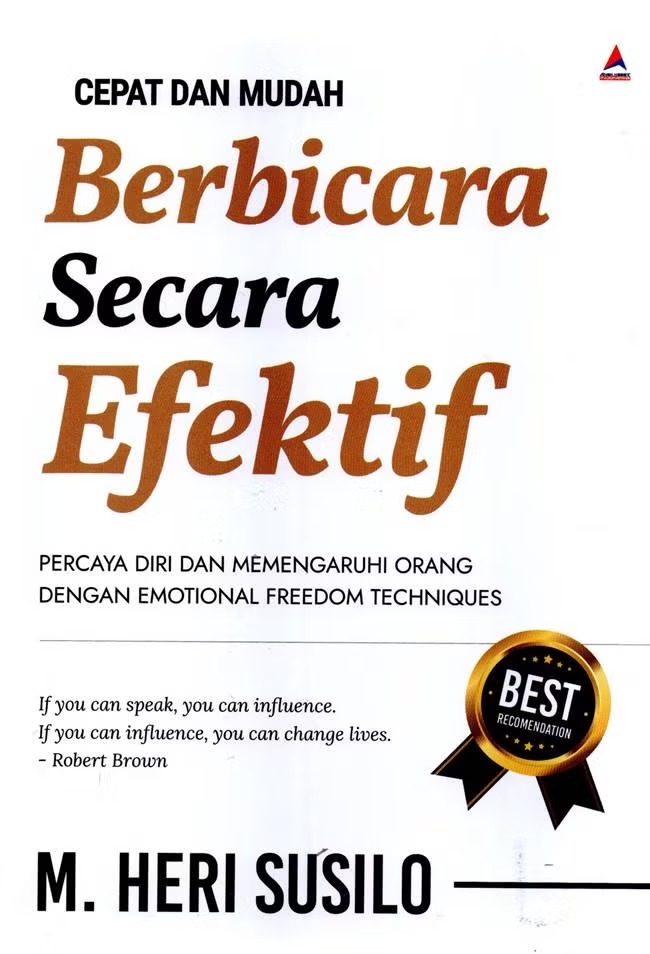 CEPAT DAN MUDAH
Berbicara
Secara
Efektif
PERCAYA DIRI DAN MEMENGARUHI ORANG
DENGAN EMOTIONAL FREEDOM TECHNIQUES
If you can speak, you can influence.
If you can influence, you can change lives.
- Robert Brown
BEST
RECOMENDATION
M. HERI SUSILO